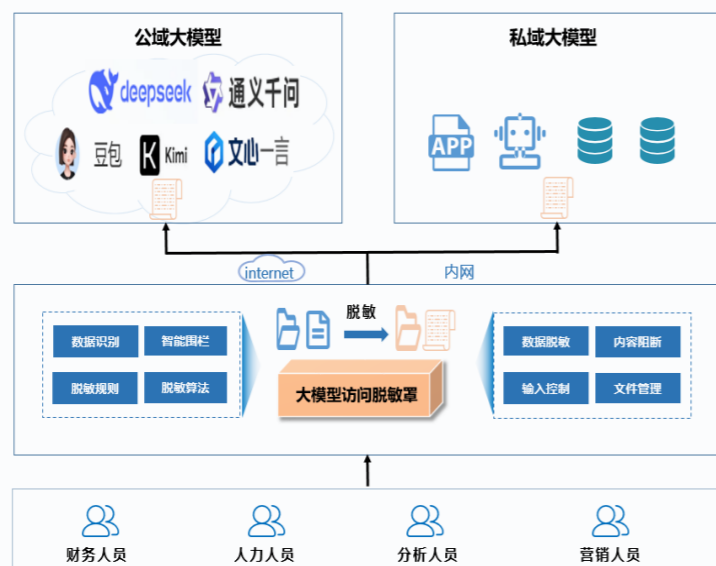 公域大模型
私域大模型
deepseek
通义千问
豆包
Kimi
文心一言
APP
internet
内网
数据识别
智能围栏
脱敏规则
脱敏算法
脱敏
大模型访问脱敏罩
数据脱敏
内容阻断
输入控制
文件管理
财务人员
人力人员
分析人员
营销人员